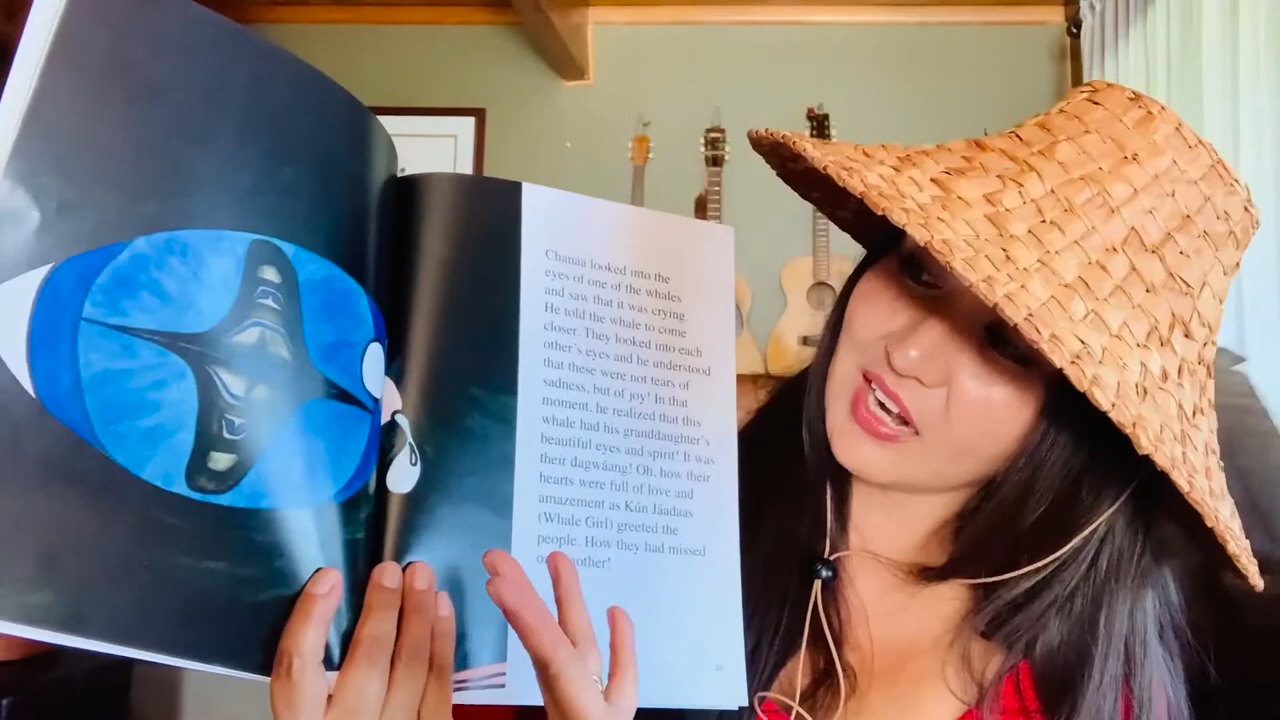 Chanáa looked into the
eyes of one of the whales
and saw that it was crying.
He told the whale to come
closer. They looked into each
other's eyes and he understood
that these were not tears of
sadness, but of joy! In that
moment, he realized that this
whale had his granddaughter's
beautiful eyes and spirit! It was
their dagwáang! Oh, how their
hearts were full of love and
amazement as Kún Jáadaas
(Whale Girl) greeted the
people. How they had missed